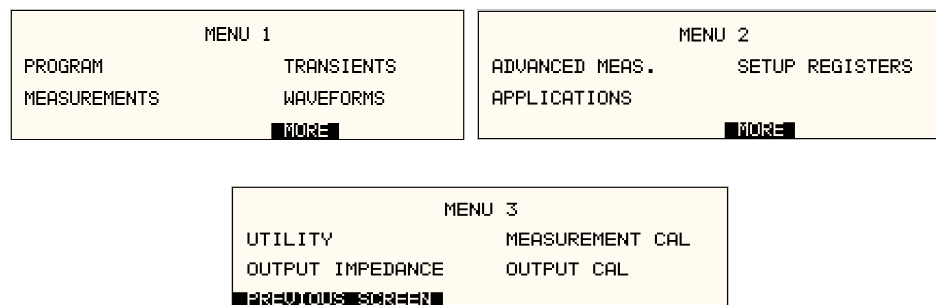 MENU 1
PROGRAM TRANSIENTS
MEASUREMENTS WAVEFORMS
MORE
MENU 2
ADVANCED MEAS. SETUP REGISTERS
APPLICATIONS
MORE
MENU 3
UTILITY MEASUREMENT CAL
OUTPUT IMPEDANCE OUTPUT CAL
PREVIOUS SCREEN